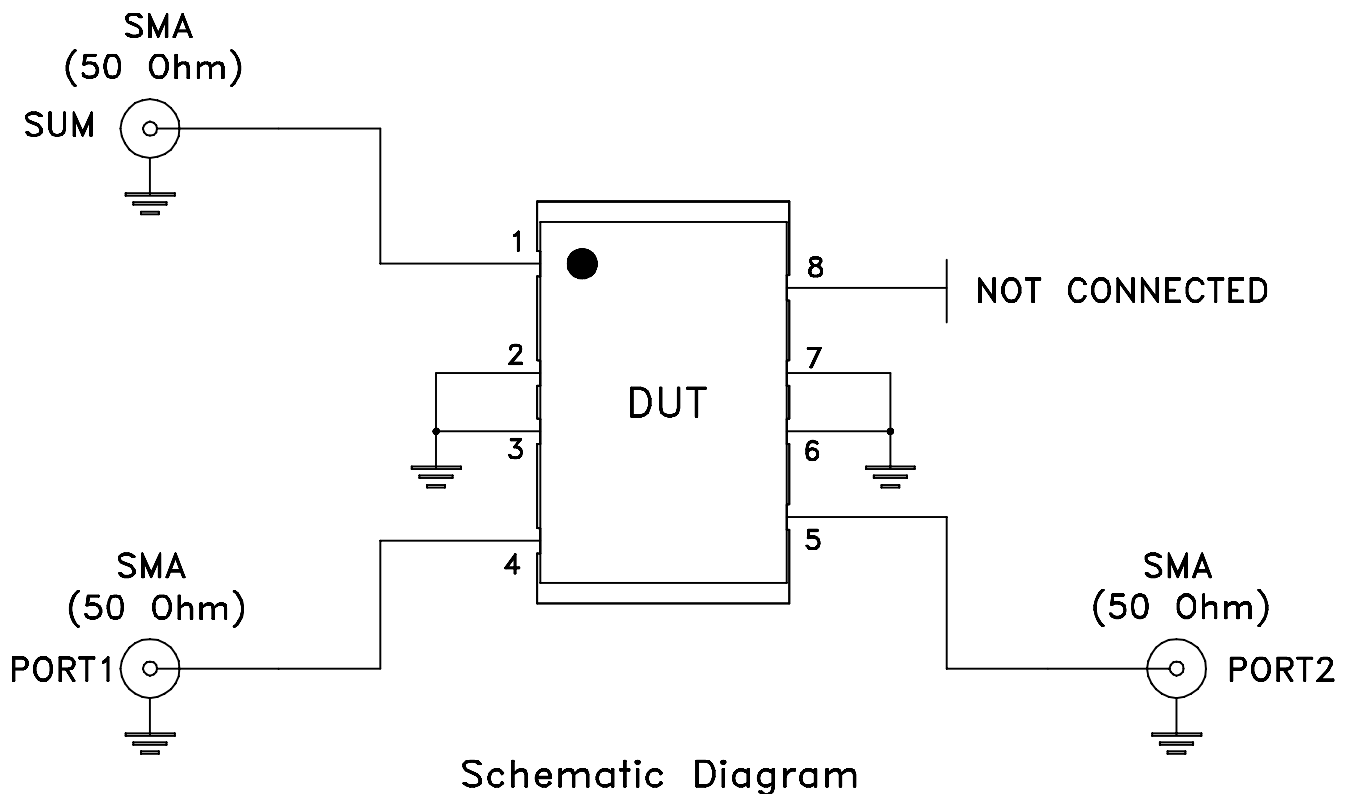 SMA
(50 Ohm)
SUM
1
8
NOT CONNECTED
2
7
DUT
3
6
4
5
SMA
(50 Ohm)
PORT1
SMA
(50 Ohm)
PORT2
Schematic Diagram